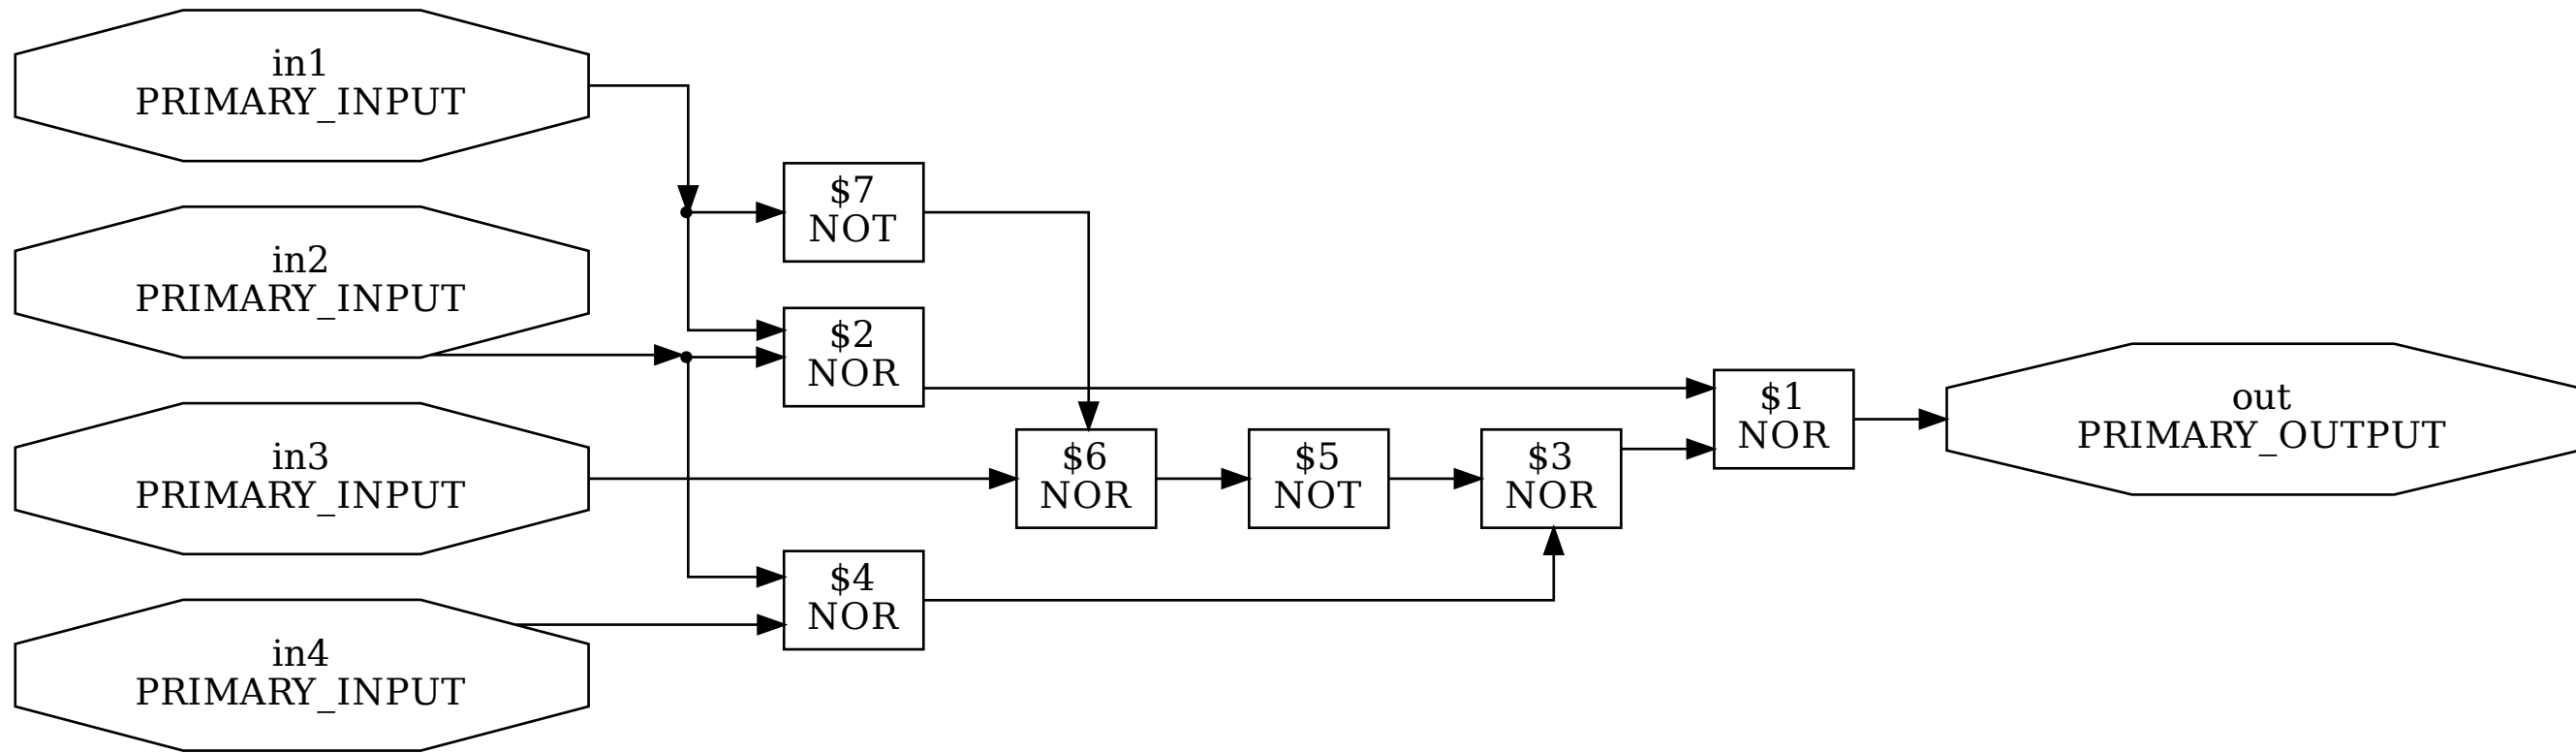 in1
PRIMARY_INPUT
in2
PRIMARY_INPUT
in3
PRIMARY_INPUT
in4
PRIMARY_INPUT
$7
NOT
$2
NOR
$4
NOR
$6
NOR
$5
NOT
$3
NOR
$1
NOR
out
PRIMARY_OUTPUT